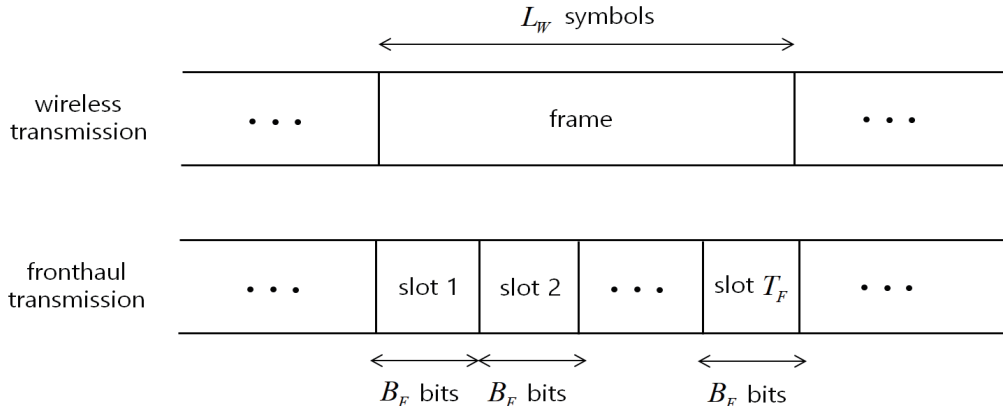 L_W symbols
wireless
transmission
frame
. . .
. . .
fronthaul
transmission
. . .
slot 1
slot 2
. . .
slot T_F
. . .
B_F bits
B_F bits
B_F bits